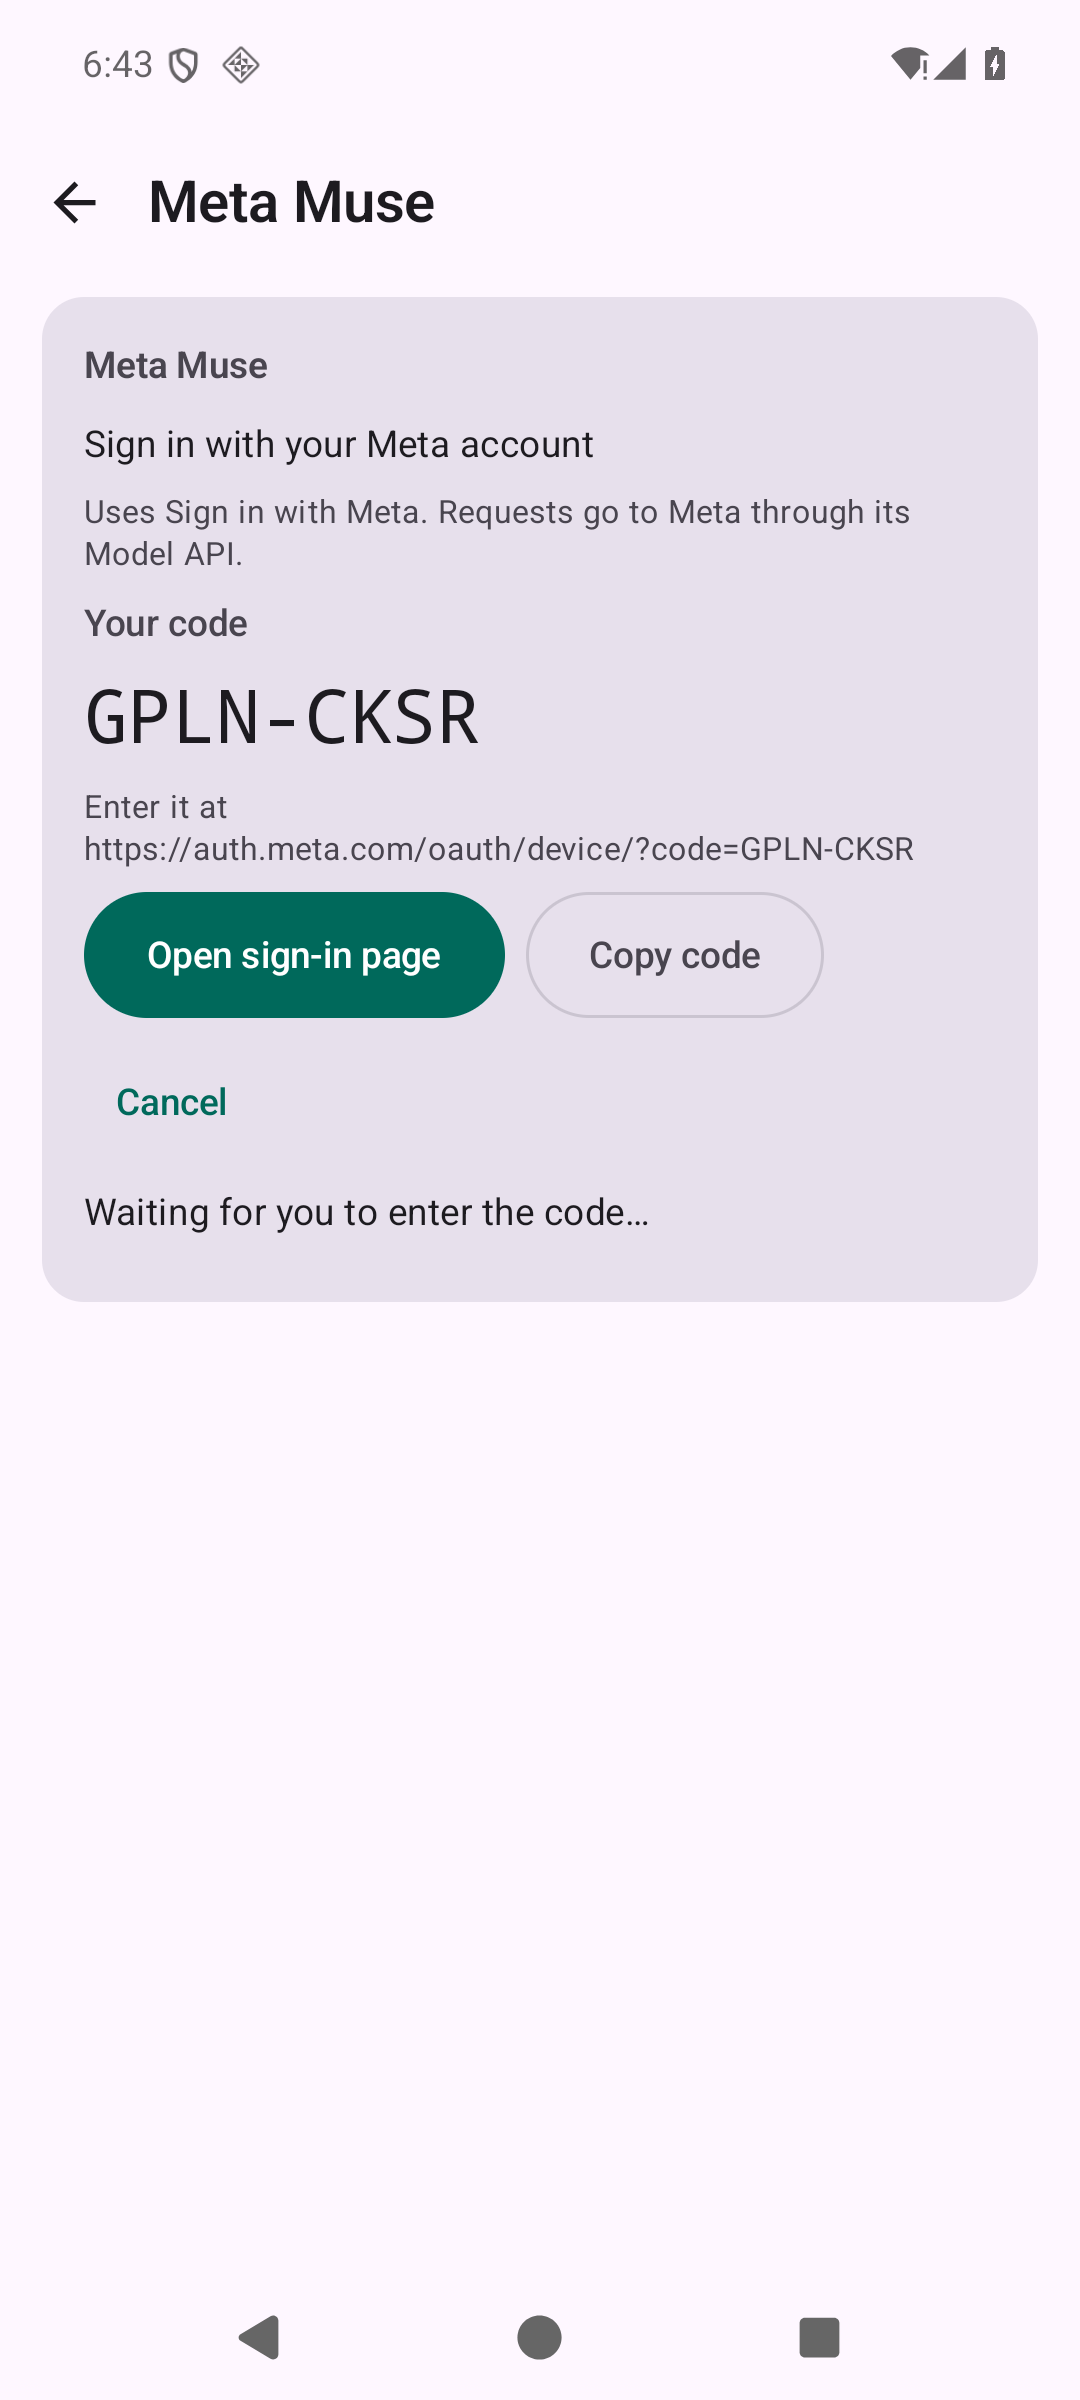 6:43
Meta Muse
Meta Muse
Sign in with your Meta account
Uses Sign in with Meta. Requests go to Meta through its
Model API.
Your code
GPLN-CKSR
Enter it at
https://auth.meta.com/oauth/device/?code=GPLN-CKSR
Open sign-in page
Copy code
Cancel
Waiting for you to enter the code…